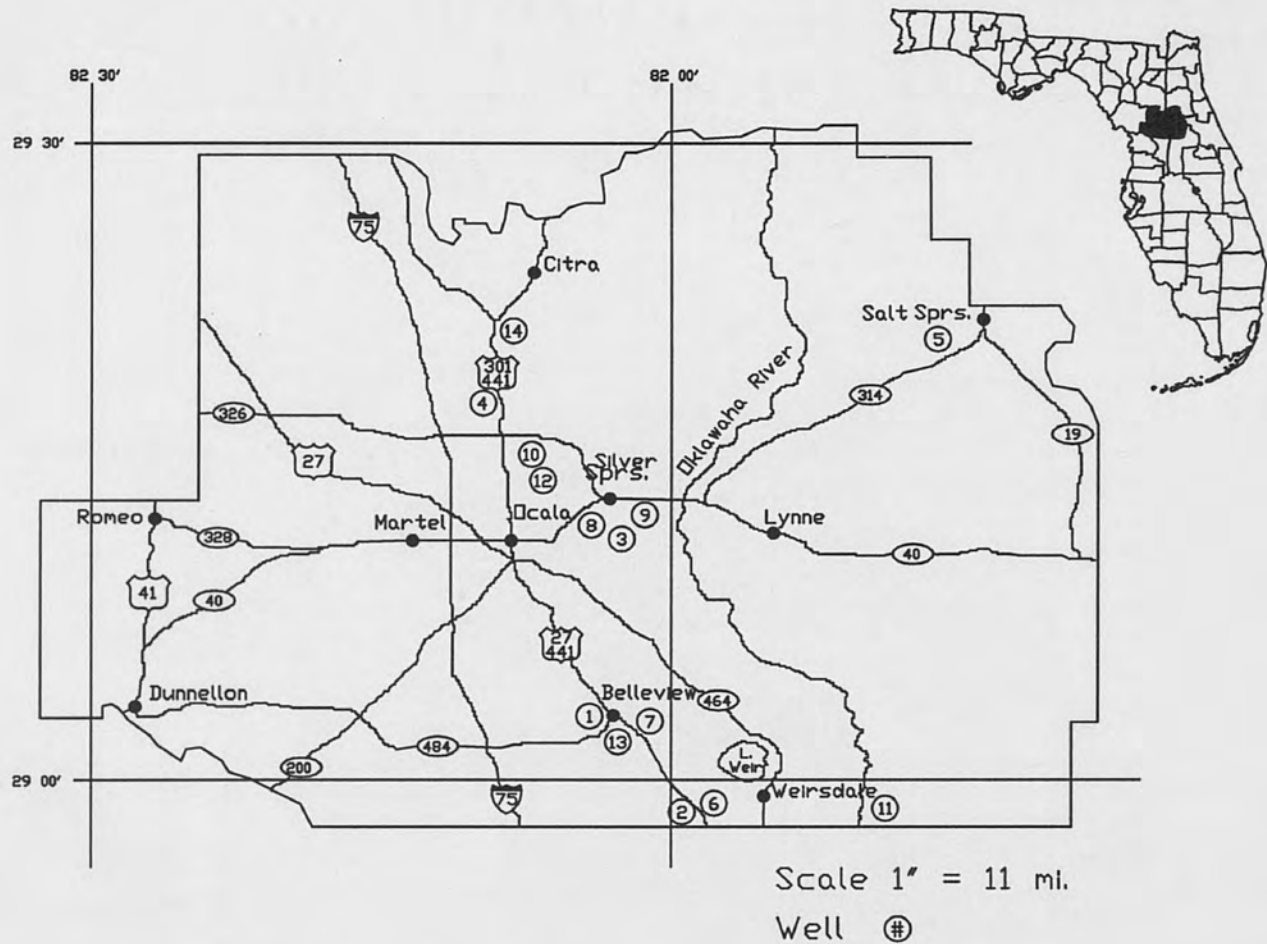 82 30′
82 00′
29 30′
75
Citra
Salt Sprs.
5
14
301
441
4
Oklawaha River
314
326
19
10
27
Silver
Sprs.
12
Romeo
328
Martel
Ocala
8
9
3
Lynne
40
41
40
27
441
Dunnellon
Belleview
464
1
7
13
484
L.
Weir
200
29 00′
75
Weirsdale
2
6
11
Scale 1″ = 11 mi.
Well #